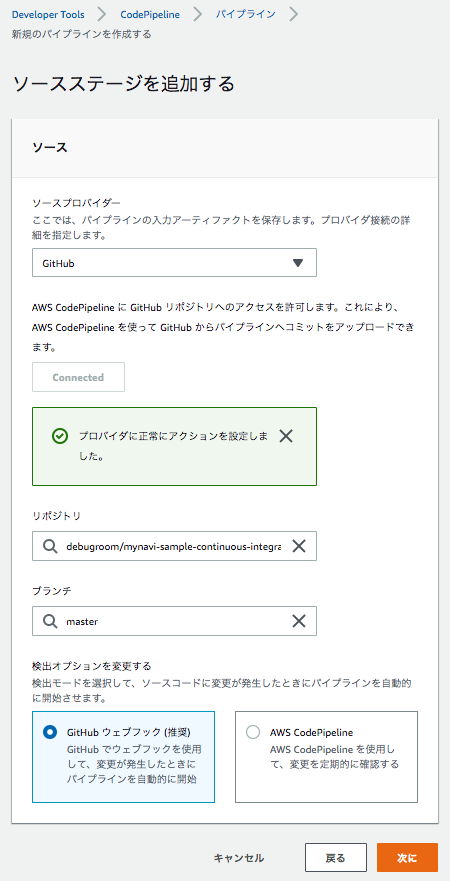 Developer Tools > CodePipeline > パイプライン >
新規のパイプラインを作成する
ソースステージを追加する
ソース
ソースプロバイダー
ここでは、パイプラインの入力アーティファクトを保存します。プロバイダ接続の詳
細を指定します。
GitHub
AWS CodePipeline に GitHub リポジトリへのアクセスを許可します。これにより、
AWS CodePipeline を使って GitHub からパイプラインへコミットをアップロードでき
ます。
Connected
プロバイダに正常にアクションを設定しま
した。
リポジトリ
debugroom/mynavi-sample-continuous-integra
ブランチ
master
検出オプションを変更する
検出モードを選択して、ソースコードに変更が発生したときにパイプラインを自動的
に開始させます。
GitHub ウェブフック (推奨)
GitHub でウェブフックを使用
して、変更が発生したときに
パイプラインを自動的に開始
AWS CodePipeline
AWS CodePipeline を使用し
て、変更を定期的に確認する
キャンセル
戻る
次に